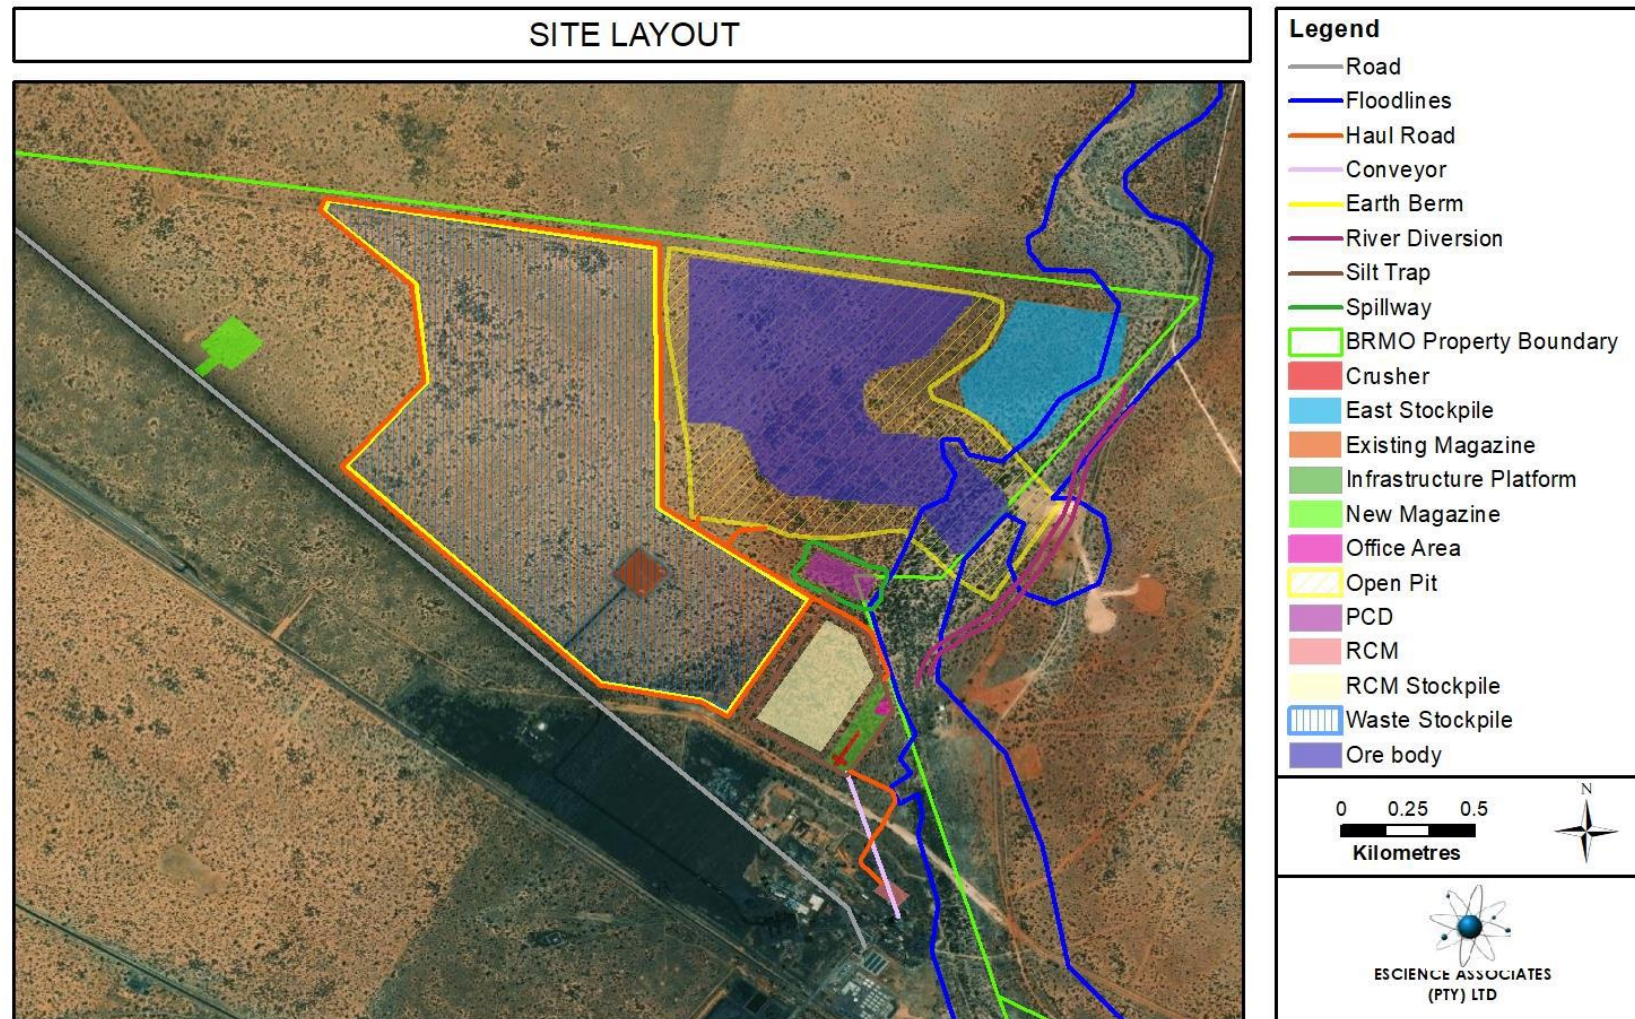 SITE LAYOUT
Legend
Road
Floodlines
Haul Road
Conveyor
Earth Berm
River Diversion
Silt Trap
Spillway
BRMO Property Boundary
Crusher
East Stockpile
Existing Magazine
Infrastructure Platform
New Magazine
Office Area
Open Pit
PCD
RCM
RCM Stockpile
Waste Stockpile
Ore body
0 0.25 0.5
Kilometres
N
ESCIENCE ASSOCIATES
(PTY) LTD